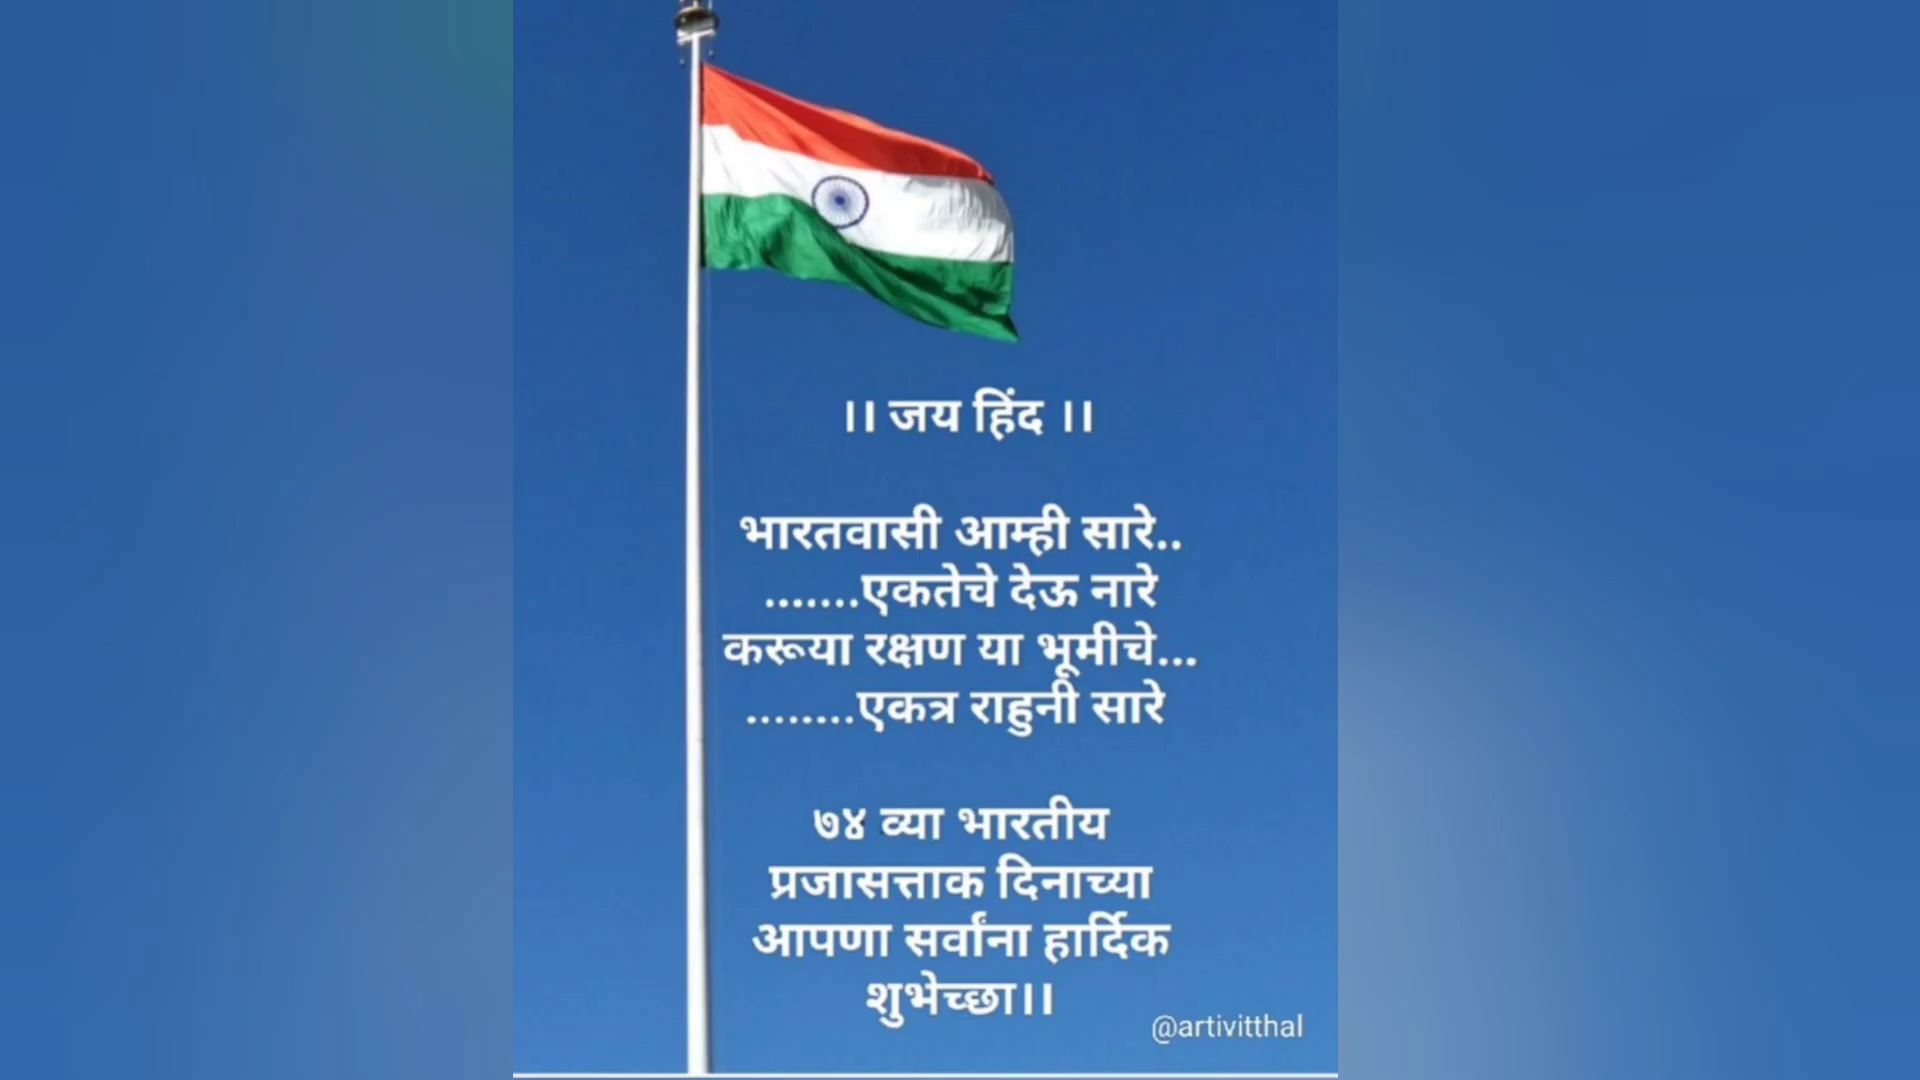 ।। जय हिंद ।।
भारतवासी आम्ही सारे..
.......एकतेचे देऊ नारे
करूया रक्षण या भूमीचे...
........एकत्र राहुनी सारे
७४ व्या भारतीय
प्रजासत्ताक दिनाच्या
आपणा सर्वांना हार्दिक
शुभेच्छा।।
@artivitthal